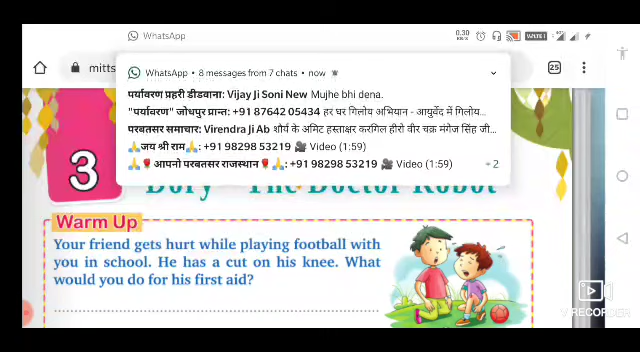 WhatsApp
0.30
KB/S
VoLTE
mitts
25
WhatsApp • 8 messages from 7 chats • now
पर्यावरण प्रहरी डीडवाना: Vijay Ji Soni New Mujhe bhi dena.
"पर्यावरण" जोधपुर प्रान्त: +91 87642 05434 हर घर गिलोय अभियान - आयुर्वेद में गिलोय...
परबतसर समाचार: Virendra Ji Ab शौर्य के अमिट हस्ताक्षर करगिल हीरो वीर चक्र मंगेज सिंह जी...
🙏जय श्री राम🙏: +91 98298 53219 🎥 Video (1:59)
🙏🌹आपनो परबतसर राजस्थान🌹🙏: +91 98298 53219 🎥 Video (1:59)
+2
3
Dory The Doctor Robot
Warm Up
Your friend gets hurt while playing football with
you in school. He has a cut on his knee. What
would you do for his first aid?
RECORDER